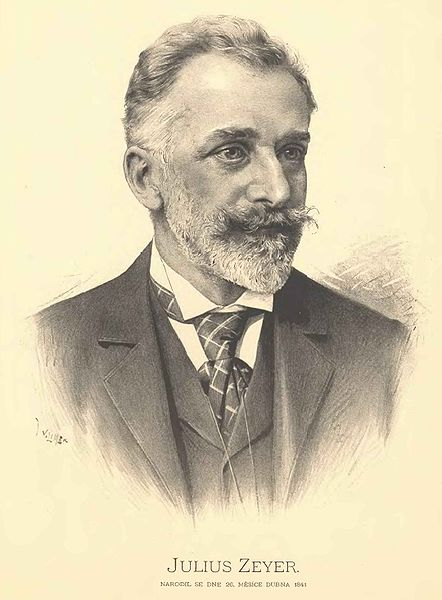 JULIUS ZEYER.
NARODIL SE DNE 26. MĚSÍCE DUBNA 1841